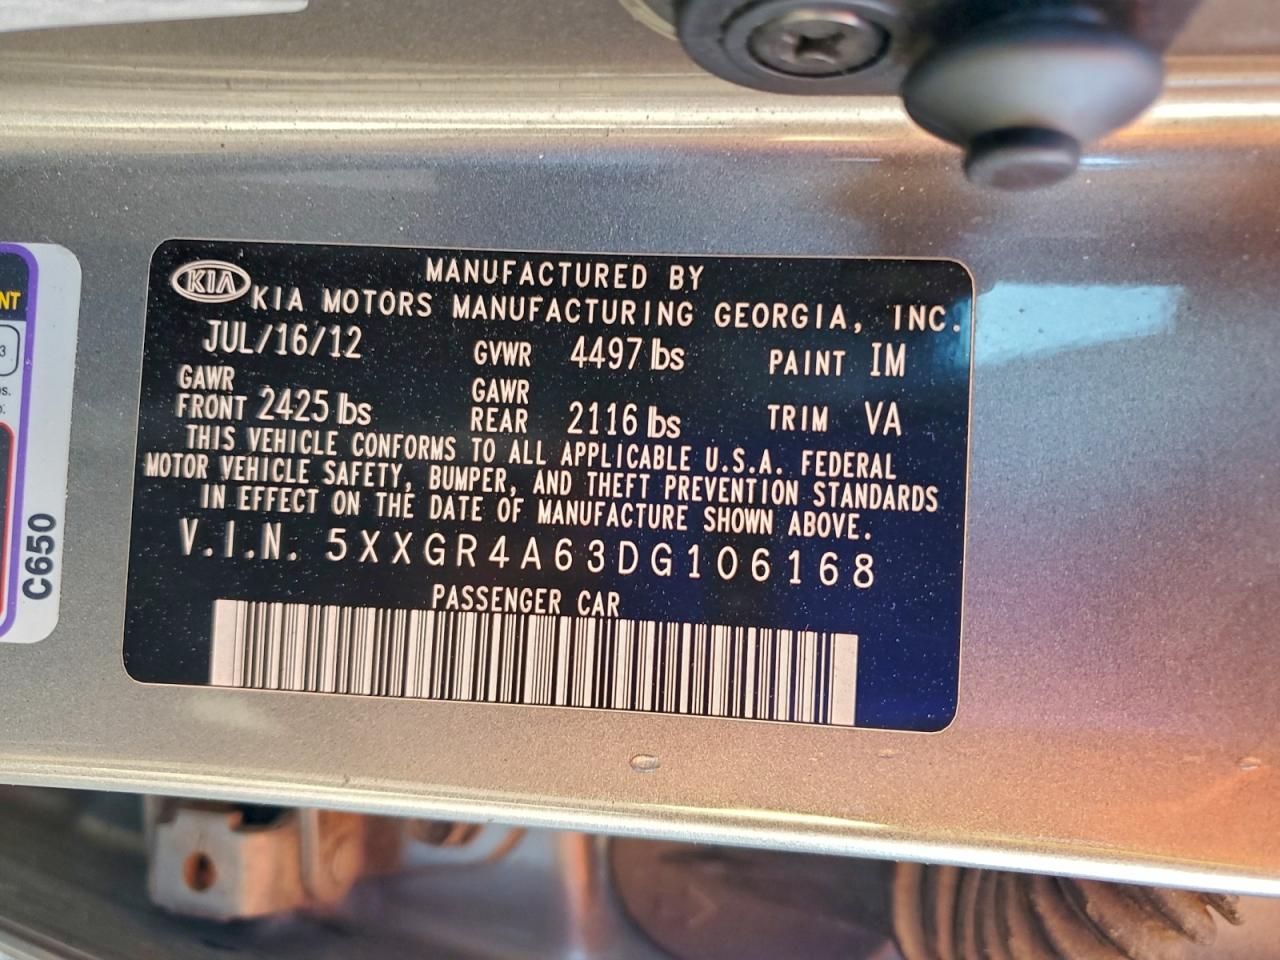 MANUFACTURED BY
KIA
KIA MOTORS MANUFACTURING GEORGIA, INC.
JUL/16/12 GVWR 4497 lbs PAINT IM
GAWR FRONT 2425 lbs GAWR REAR 2116 lbs TRIM VA
THIS VEHICLE CONFORMS TO ALL APPLICABLE U.S.A. FEDERAL
MOTOR VEHICLE SAFETY, BUMPER, AND THEFT PREVENTION STANDARDS
IN EFFECT ON THE DATE OF MANUFACTURE SHOWN ABOVE.
V.I.N. 5XXGR4A63DG106168
PASSENGER CAR
NT
3
C650